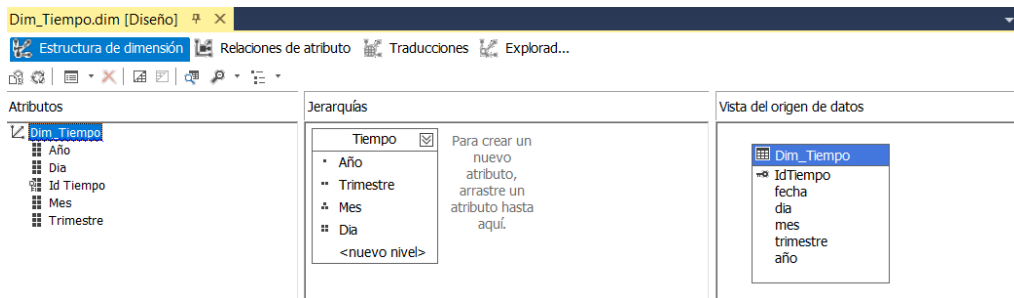 Dim_Tiempo.dim [Diseño]
Estructura de dimensión Relaciones de atributo Traducciones Explorad...
Atributos
Dim_Tiempo
Año
Dia
Id Tiempo
Mes
Trimestre
Jerarquías
Tiempo
Año
Trimestre
Mes
Dia
<nuevo nivel>
Para crear un
nuevo
atributo,
arrastre un
atributo hasta
aquí.
Vista del origen de datos
Dim_Tiempo
IdTiempo
fecha
dia
mes
trimestre
año